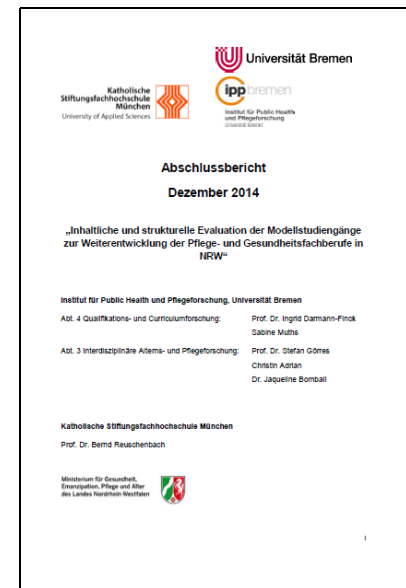 Universität Bremen
Katholische
Stiftungsfachhochschule
München
University of Applied Sciences
ipp bremen
Institut für Public Health
und Pflegeforschung
Universität Bremen
Abschlussbericht
Dezember 2014
„Inhaltliche und strukturelle Evaluation der Modellstudiengänge
zur Weiterentwicklung der Pflege- und Gesundheitsfachberufe in
NRW“
Institut für Public Health und Pflegeforschung, Universität Bremen
Abt. 4 Qualifikations- und Curriculumforschung: Prof. Dr. Ingrid Darmann-Finck
Sabine Muths
Abt. 3 Interdisziplinäre Alterns- und Pflegeforschung: Prof. Dr. Stefan Görres
Christin Adrian
Dr. Jaqueline Bomball
Katholische Stiftungsfachhochschule München
Prof. Dr. Bernd Reuschenbach
Ministerium für Gesundheit,
Emanzipation, Pflege und Alter
des Landes Nordrhein-Westfalen
I